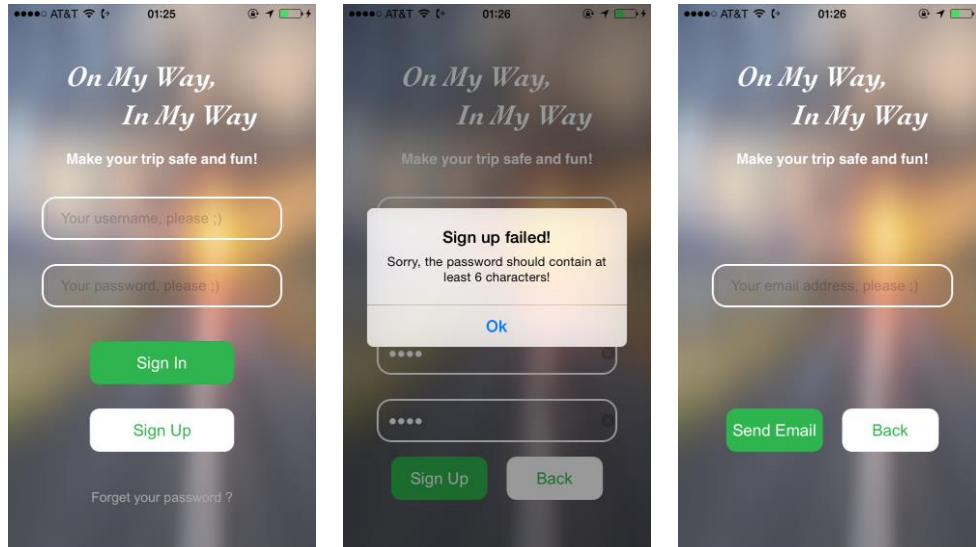 ●●●●○ AT&T 01:25
On My Way,
In My Way
Make your trip safe and fun!
Your username, please ;)
Your password, please ;)
Sign In
Sign Up
Forget your password ?
●●●●○ AT&T 01:26
On My Way,
In My Way
Make your trip safe and fun!
Sign up failed!
Sorry, the password should contain at
least 6 characters!
Ok
●●●●
●●●●
Sign Up Back
●●●●○ AT&T 01:26
On My Way,
In My Way
Make your trip safe and fun!
Your email address, please ;)
Send Email Back